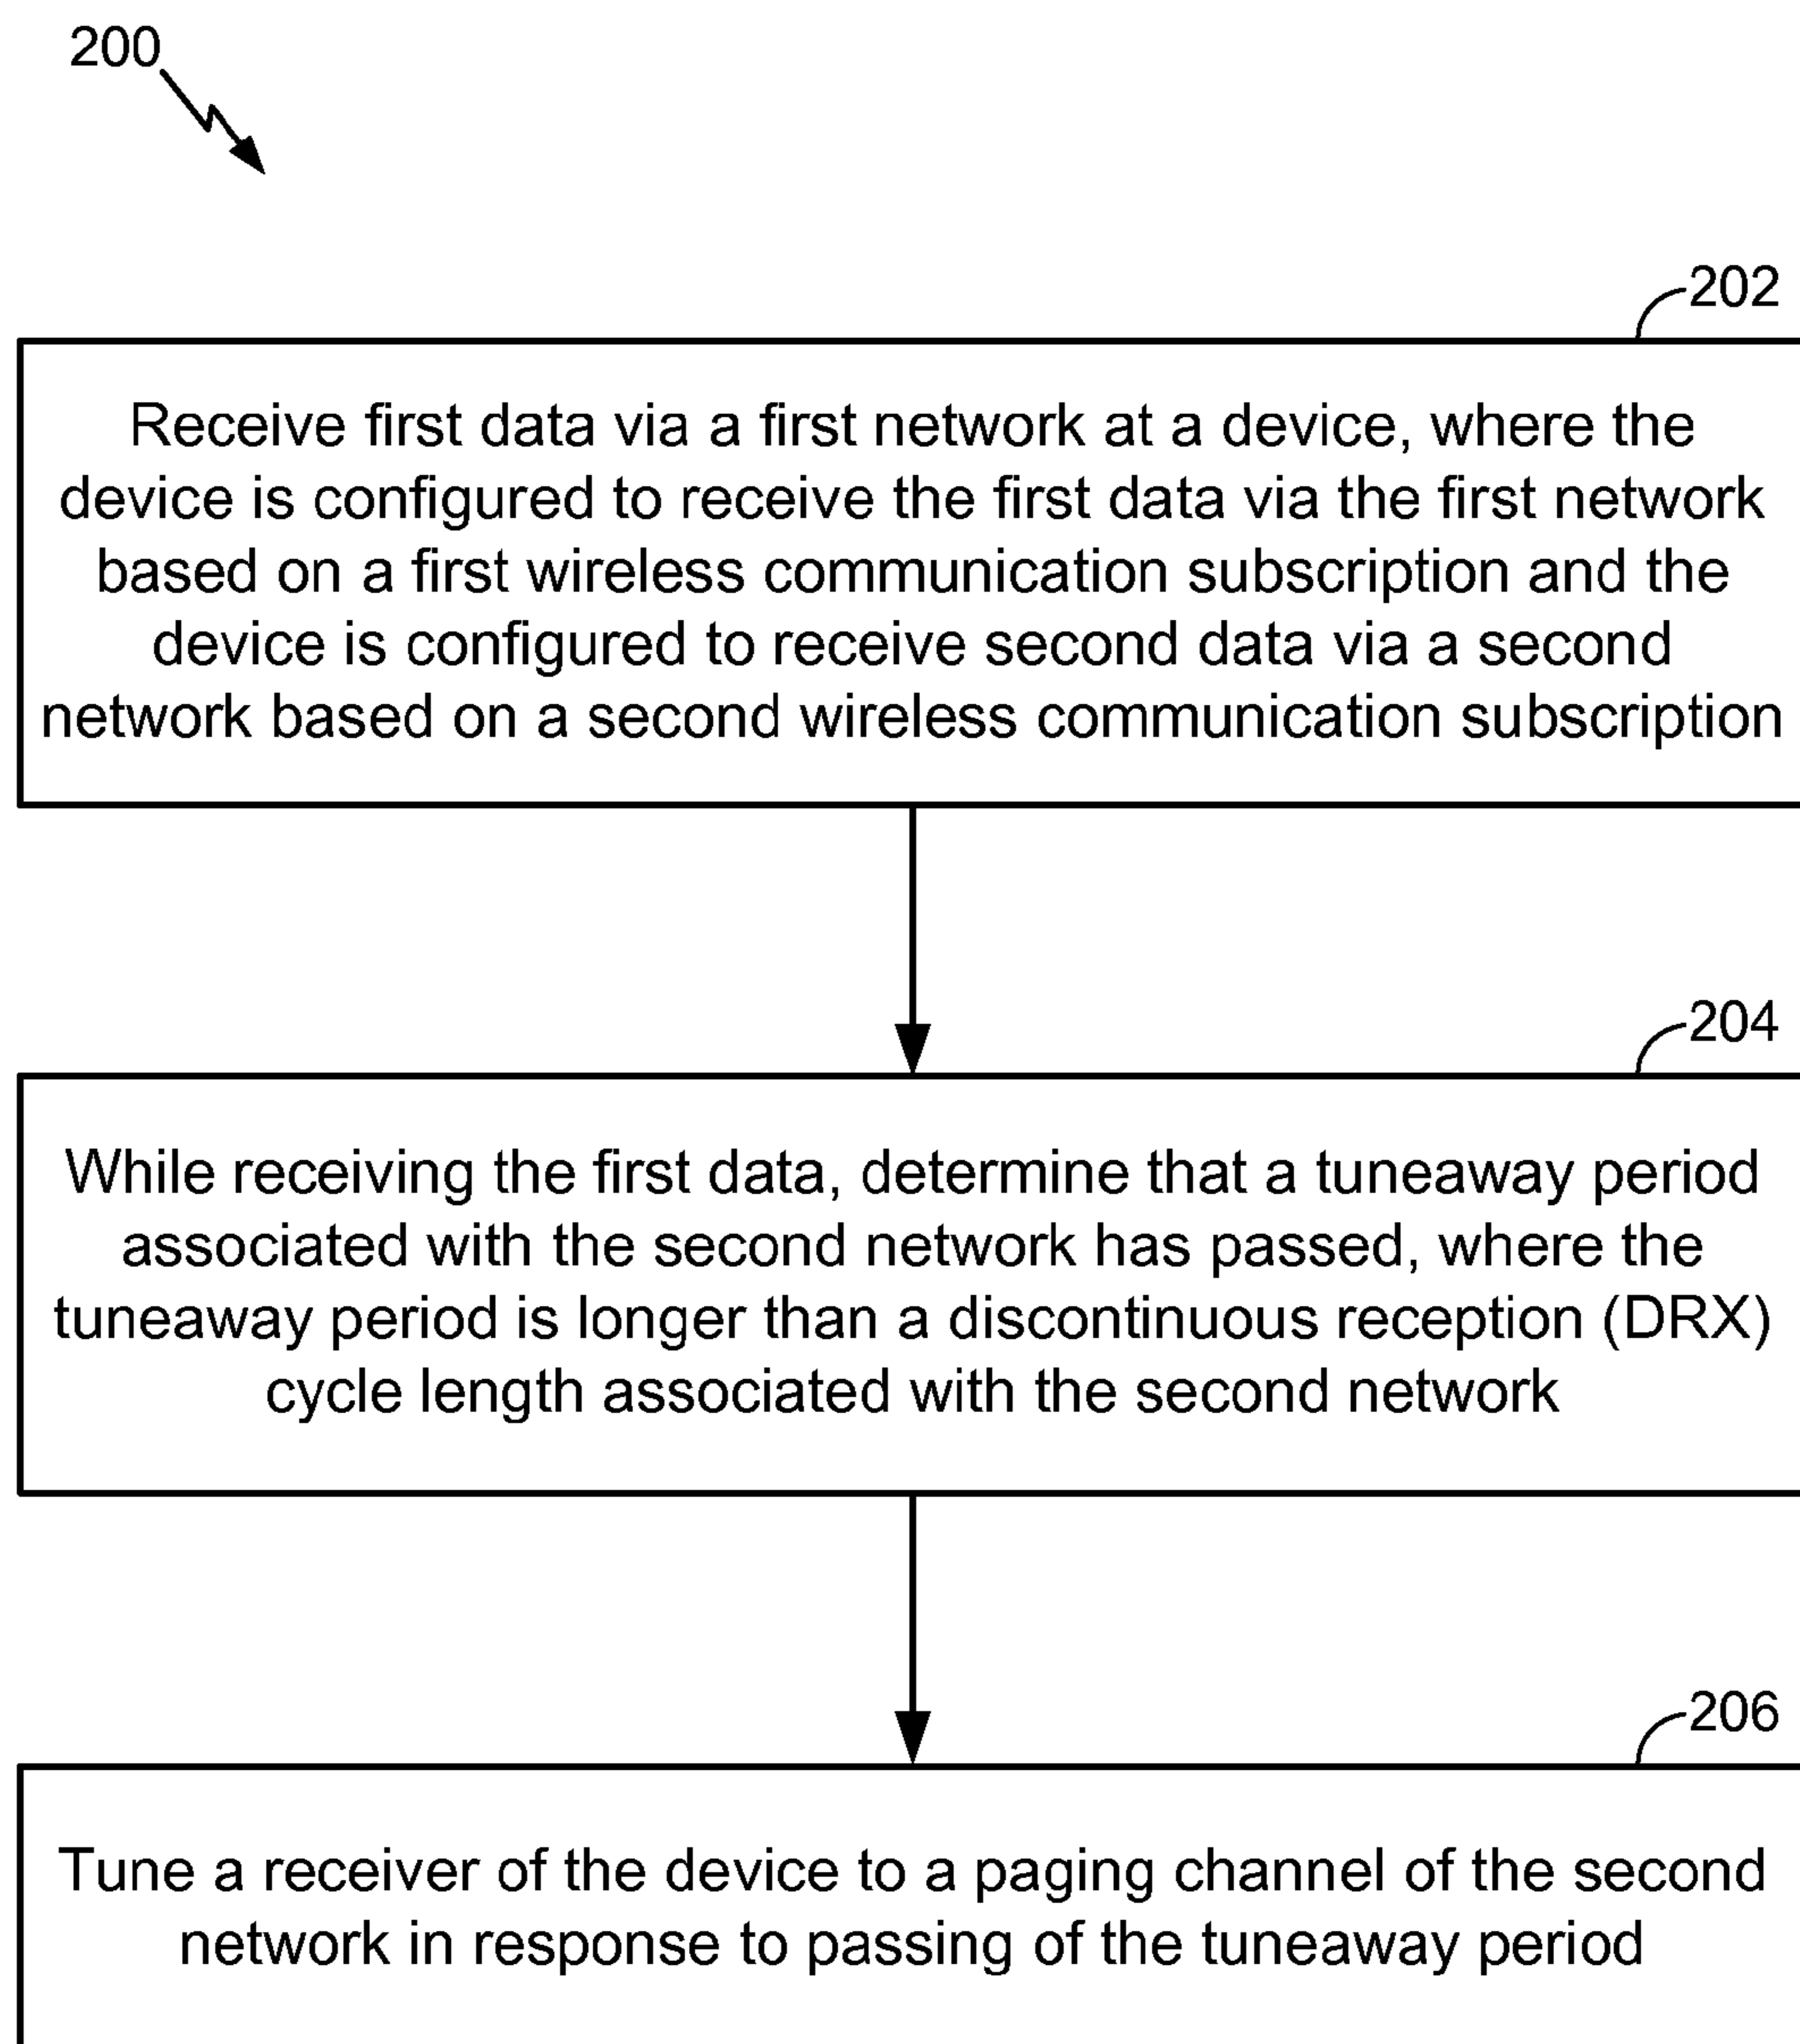 200
202
Receive first data via a first network at a device, where the
device is configured to receive the first data via the first network
based on a first wireless communication subscription and the
device is configured to receive second data via a second
network based on a second wireless communication subscription
204
While receiving the first data, determine that a tuneaway period
associated with the second network has passed, where the
tuneaway period is longer than a discontinuous reception (DRX)
cycle length associated with the second network
206
Tune a receiver of the device to a paging channel of the second
network in response to passing of the tuneaway period